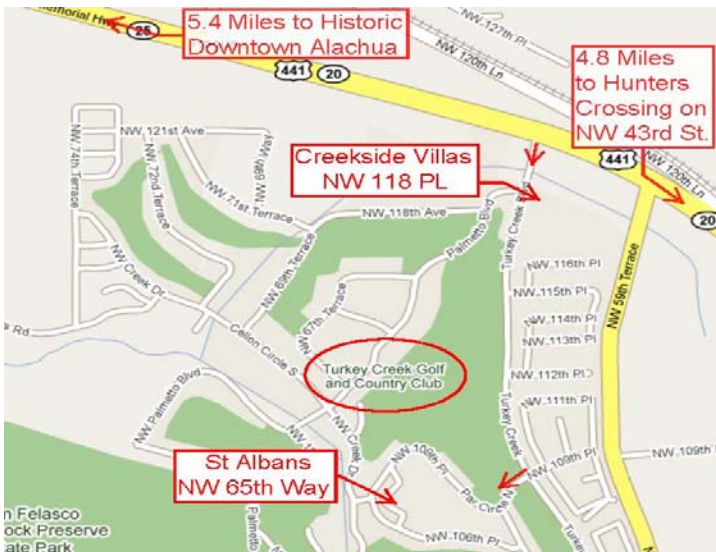 5.4 Miles to Historic
Downtown Alachua
25
441
20
NW 127th Pl
NW 120th Ln
4.8 Miles
to Hunters
Crossing on
NW 43rd St.
441
NW 120th Ln
20
Creekside Villas
NW 118 PL
NW 121st Ave
NW 74th Terrace
NW 72nd Terrace
NW 71st Terrace
NW 69th Way
NW 118th Ave
Palmetto Blvd
NW 69th Terrace
NW Creek Dr
Cellon Circle S
67th Terrace
Turkey Creek
NW 116th Pl
NW 115th Pl
NW 114th Pl
NW 113th Pl
NW 112th Pl
NW 111th Pl
NW 59th Terrace
Turkey Creek Golf
and Country Club
NW Palmetto Blvd
NW Creek Dr
Turkey Creek
St Albans
NW 65th Way
NW 109th Pl
NW 109th Pl
NW 109th
NW 106th Pl
Palmetto
n Felasco
ock Preserve
ate Park